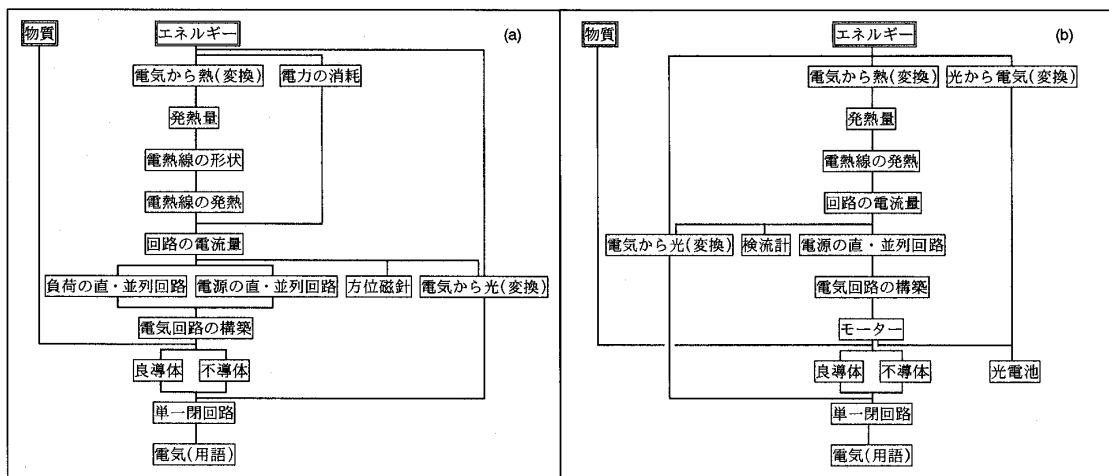 物質
エネルギー
(a)
電気から熱(変換)
電力の消耗
発熱量
電熱線の形状
電熱線の発熱
回路の電流量
負荷の直・並列回路
電源の直・並列回路
方位磁針
電気から光(変換)
電気回路の構築
良導体
不導体
単一閉回路
電気(用語)
物質
エネルギー
(b)
電気から熱(変換)
光から電気(変換)
発熱量
電熱線の発熱
回路の電流量
電気から光(変換)
検流計
電源の直・並列回路
電気回路の構築
モーター
良導体
不導体
光電池
単一閉回路
電気(用語)